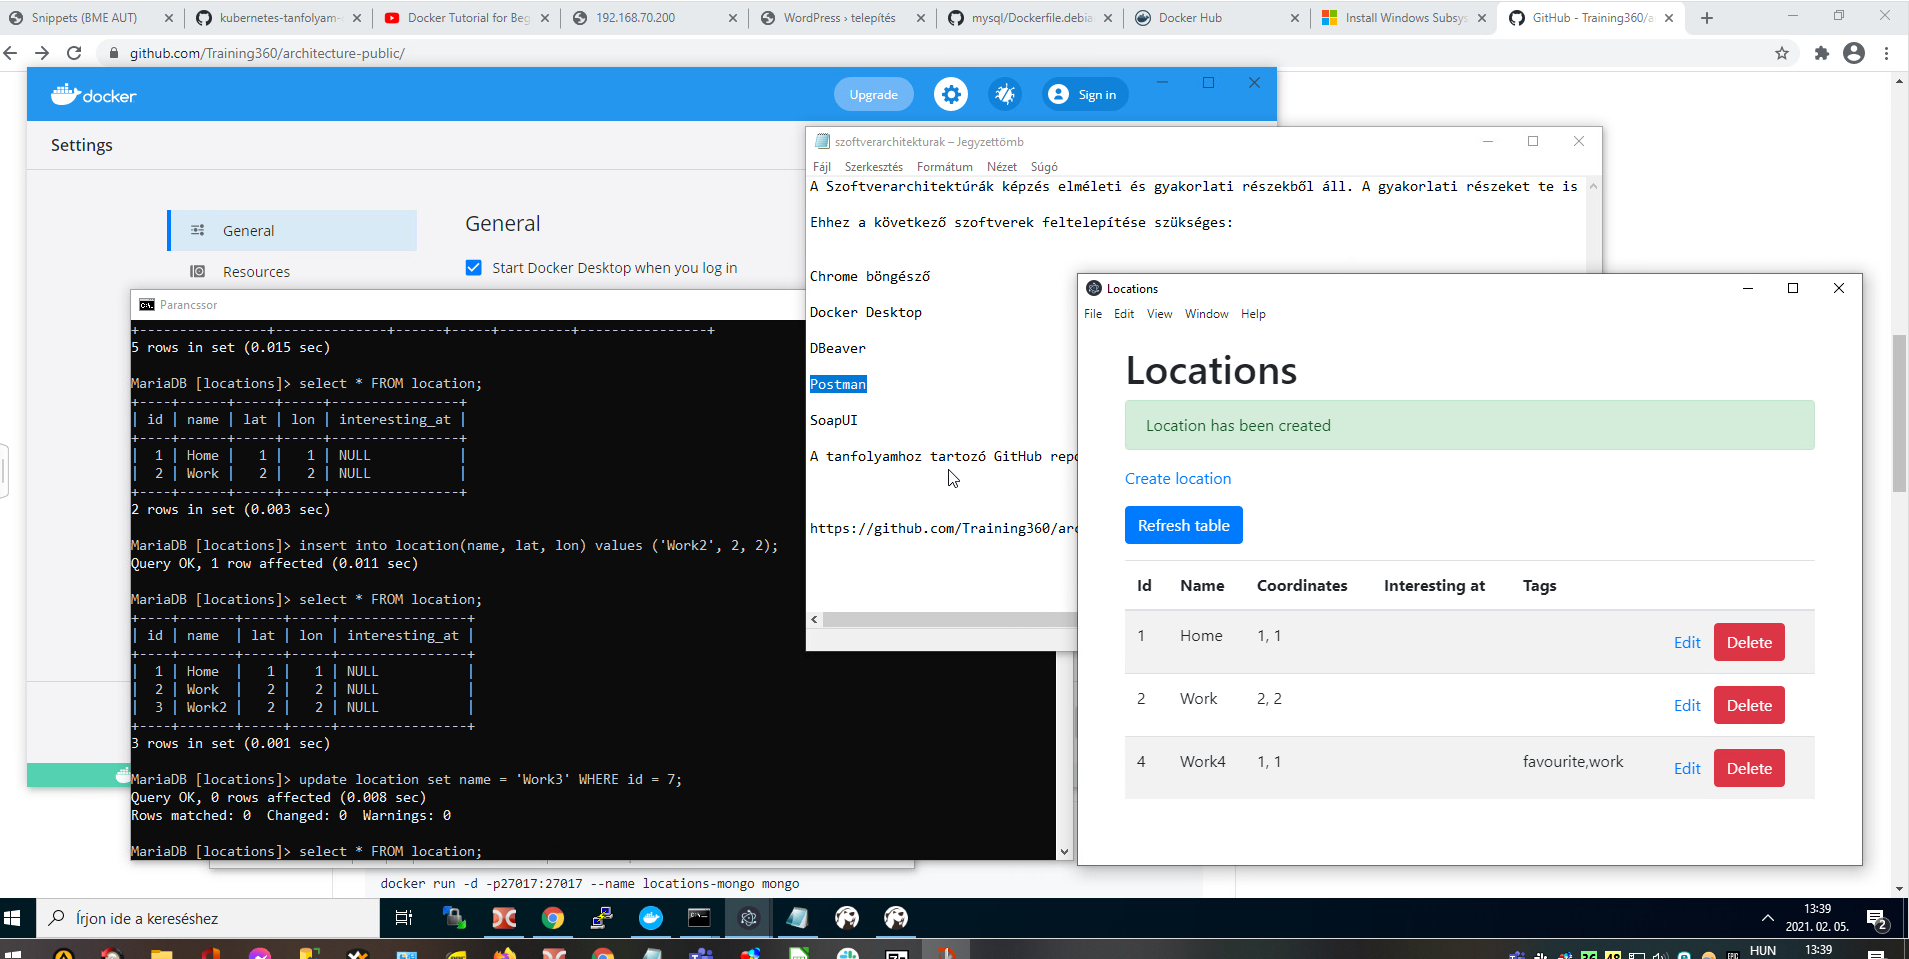 Snippets (BME AUT)
kubernetes-tanfolyam-
Docker Tutorial for Beg
192.168.70.200
WordPress › telepítés
mysql/Dockerfile.debia
Docker Hub
Install Windows Subsys
GitHub - Training360/a
github.com/Training360/architecture-public/
docker
Upgrade
Sign in
Settings
General
Resources
General
Start Docker Desktop when you log in
szoftverarchitekturak – Jegyzettömb
Fájl Szerkesztés Formátum Nézet Súgó
A Szoftverarchitektúrák képzés elméleti és gyakorlati részekből áll. A gyakorlati részeket te is
Ehhez a következő szoftverek feltelepítése szükséges:
Chrome böngésző
Docker Desktop
DBeaver
Postman
SoapUI
A tanfolyamhoz tartozó GitHub repo
https://github.com/Training360/arc
Parancssor
+----------------+--------------+------+-----+---------+----------------+
5 rows in set (0.015 sec)
MariaDB [locations]> select * FROM location;
+----+------+-----+-----+----------------+
| id | name | lat | lon | interesting_at |
+----+------+-----+-----+----------------+
|  1 | Home |   1 |   1 | NULL           |
|  2 | Work |   2 |   2 | NULL           |
+----+------+-----+-----+----------------+
2 rows in set (0.003 sec)
MariaDB [locations]> insert into location(name, lat, lon) values ('Work2', 2, 2);
Query OK, 1 row affected (0.011 sec)
MariaDB [locations]> select * FROM location;
+----+-------+-----+-----+----------------+
| id | name  | lat | lon | interesting_at |
+----+-------+-----+-----+----------------+
|  1 | Home  |   1 |   1 | NULL           |
|  2 | Work  |   2 |   2 | NULL           |
|  3 | Work2 |   2 |   2 | NULL           |
+----+-------+-----+-----+----------------+
3 rows in set (0.001 sec)
MariaDB [locations]> update location set name = 'Work3' WHERE id = 7;
Query OK, 0 rows affected (0.008 sec)
Rows matched: 0  Changed: 0  Warnings: 0
MariaDB [locations]> select * FROM location;
Locations
File Edit View Window Help
Locations
Location has been created
Create location
Refresh table
Id Name Coordinates Interesting at Tags
1 Home 1, 1 Edit Delete
2 Work 2, 2 Edit Delete
4 Work4 1, 1 favourite,work Edit Delete
docker run -d -p27017:27017 --name locations-mongo mongo
Írjon ide a kereséshez
13:39
2021. 02. 05.
2
HUN
13:39